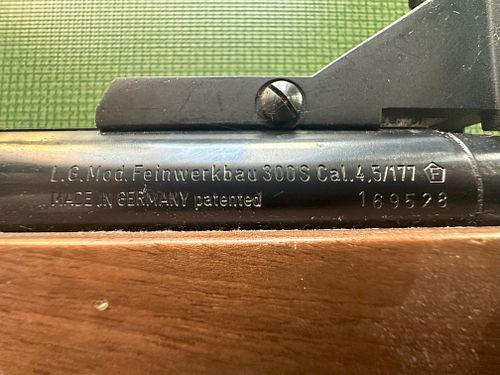 L.G.Mod.Feinwerkbau 300S Cal.4,5/177 F
MADE IN GERMANY patented 169528